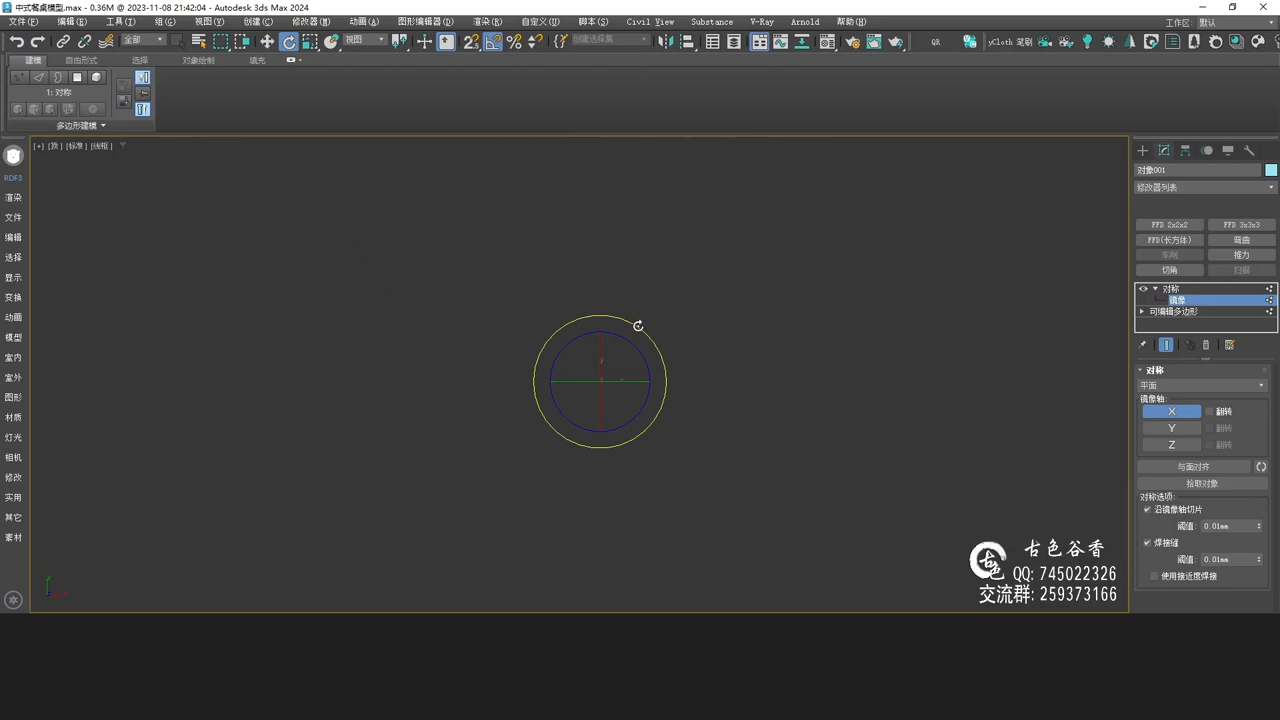 中式餐桌模型.max - 0.36M @ 2023-11-08 21:42:04 - Autodesk 3ds Max 2024
文件(F) 编辑(E) 工具(T) 组(G) 视图(V) 创建(C) 修改器(M) 动画(A) 图形编辑器(D) 渲染(R) 自定义(U) 脚本(S) Civil View Substance V-Ray Arnold 帮助(H)
工作区: 默认
全部 视图 创建选择集 QR yCloth 笔刷
建模 自由形式 选择 对象绘制 填充
1: 对称
多边形建模
[+] [顶] [标准] [线框]
RDF3
渲染
文件
编辑
选择
显示
变换
动画
模型
室内
室外
图形
材质
灯光
相机
修改
实用
其它
素材
y
x
对象001
修改器列表
FFD 2x2x2 FFD 3x3x3
FFD(长方体) 弯曲
车削 推力
切角 扫描
对称
镜像
可编辑多边形
对称
平面
镜像轴:
X 翻转
Y 翻转
Z 翻转
与面对齐
拾取对象
对称选项:
沿镜像轴切片
阈值: 0.01mm
焊接缝
阈值: 0.01mm
使用接近度焊接
古色
古色谷香
QQ: 745022326
交流群: 259373166